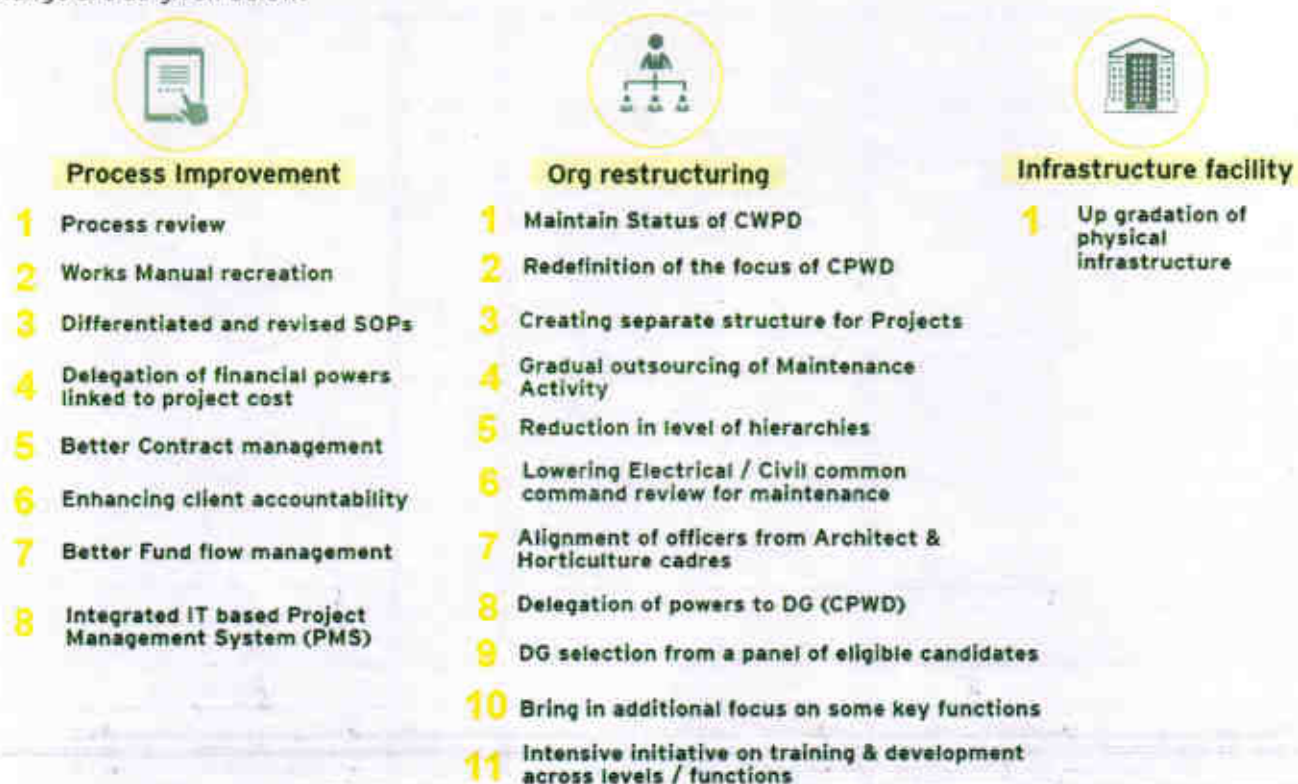 Process Improvement
1 Process review
2 Works Manual recreation
3 Differentiated and revised SOPs
4 Delegation of financial powers
linked to project cost
5 Better Contract management
6 Enhancing client accountability
7 Better Fund flow management
8 Integrated IT based Project
Management System (PMS)
Org restructuring
1 Maintain Status of CWPD
2 Redefinition of the focus of CPWD
3 Creating separate structure for Projects
4 Gradual outsourcing of Maintenance
Activity
5 Reduction in level of hierarchies
6 Lowering Electrical / Civil common
command review for maintenance
7 Alignment of officers from Architect &
Horticulture cadres
8 Delegation of powers to DG (CPWD)
9 DG selection from a panel of eligible candidates
10 Bring in additional focus on some key functions
11 Intensive initiative on training & development
across levels / functions
Infrastructure facility
1 Up gradation of
physical
infrastructure